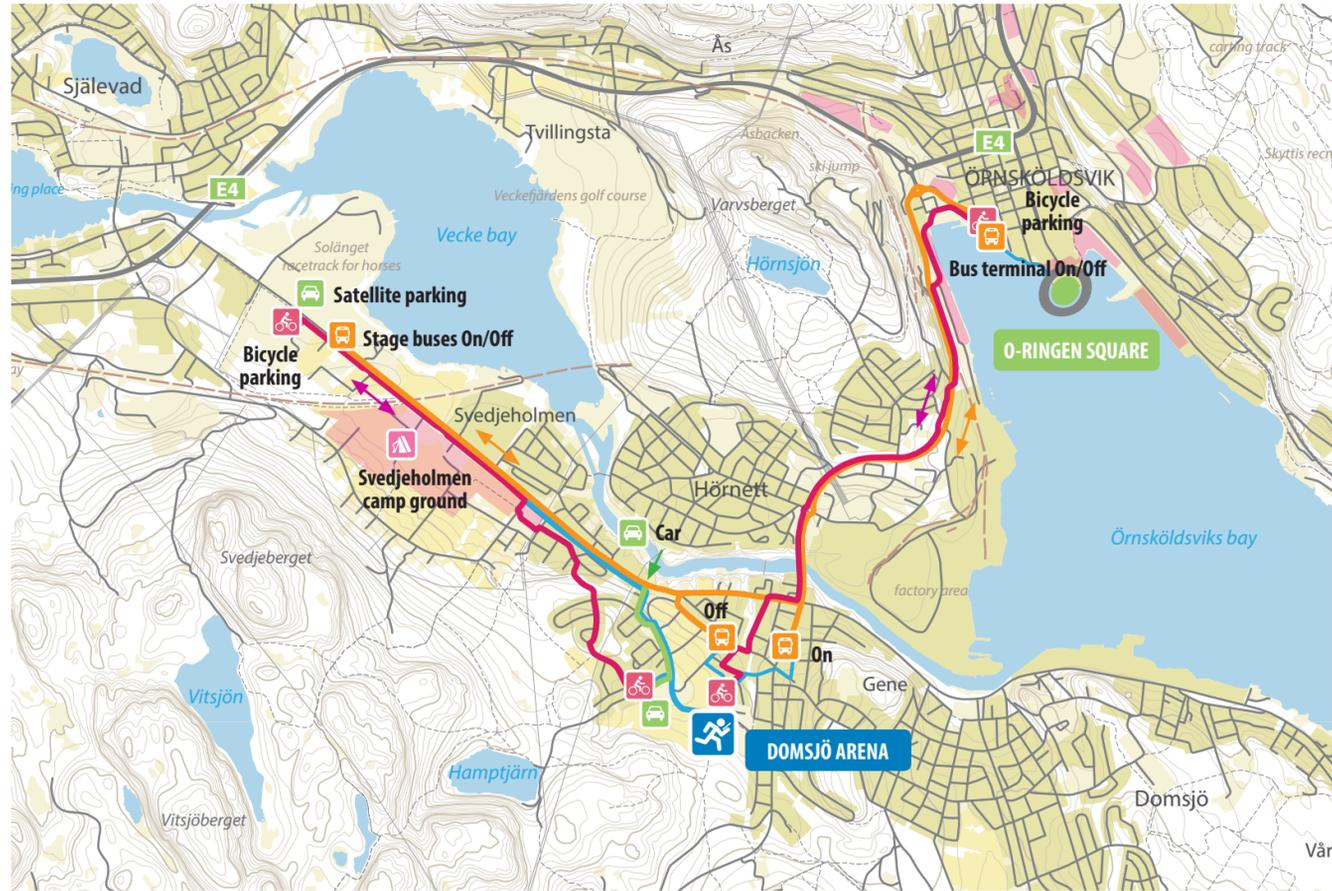 Ås
carting track
Själevad
E4
Tvillingsta
Åsbacken
ski jump
Skyttis recr
ÖRNSKÖLDSVIK
ing place
E4
Veckefjärdens golf course
Varvsberget
Bicycle
parking
Vecke bay
Solänget
racetrack for horses
Hörnsjön
Bus terminal On/Off
Satellite parking
Stage buses On/Off
O-RINGEN SQUARE
Bicycle
parking
ay
Svedjeholmen
Svedjeholmen
camp ground
Hörnett
Car
Örnsköldsviks bay
Svedjeberget
factory area
Off
On
Gene
Vitsjön
DOMSJÖ ARENA
Hamptjärn
Domsjö
Vitsjöberget
Vår